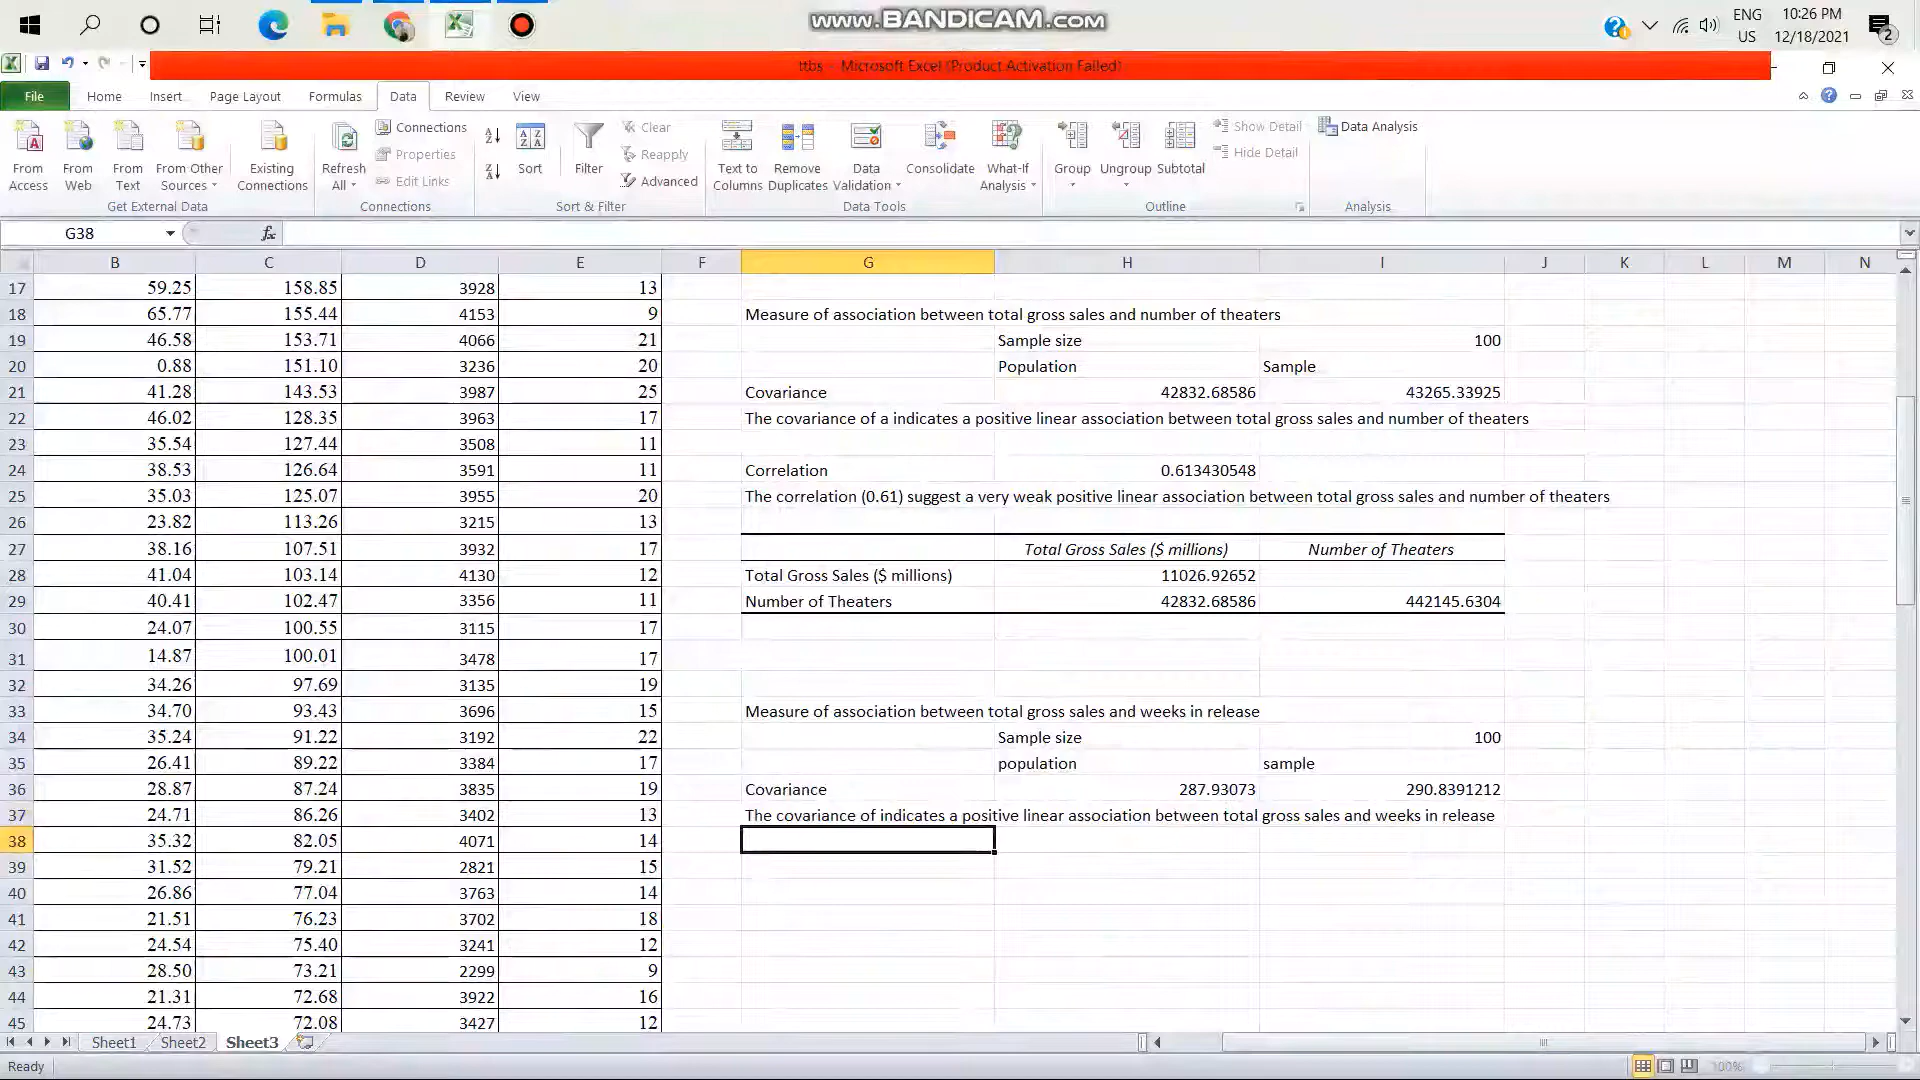 www.BANDICAM.com
ENG 10:26 PM
US 12/18/2021 2
ttbs - Microsoft Excel (Product Activation Failed)
File Home Insert Page Layout Formulas Data Review View
Connections Properties Edit Links
Clear Reapply Advanced
Show Detail Hide Detail
Data Analysis
From Access From Web From Text From Other Sources Existing Connections Refresh All Sort Filter Text to Columns Remove Duplicates Data Validation Consolidate What-If Analysis Group Ungroup Subtotal
Get External Data Connections Sort & Filter Data Tools Outline Analysis
G38 fx
B C D E F G H I J K L M N
17 59.25 158.85 3928 13
18 65.77 155.44 4153 9 Measure of association between total gross sales and number of theaters
19 46.58 153.71 4066 21 Sample size 100
20 0.88 151.10 3236 20 Population Sample
21 41.28 143.53 3987 25 Covariance 42832.68586 43265.33925
22 46.02 128.35 3963 17 The covariance of a indicates a positive linear association between total gross sales and number of theaters
23 35.54 127.44 3508 11
24 38.53 126.64 3591 11 Correlation 0.613430548
25 35.03 125.07 3955 20 The correlation (0.61) suggest a very weak positive linear association between total gross sales and number of theaters
26 23.82 113.26 3215 13
27 38.16 107.51 3932 17 Total Gross Sales ($ millions) Number of Theaters
28 41.04 103.14 4130 12 Total Gross Sales ($ millions) 11026.92652
29 40.41 102.47 3356 11 Number of Theaters 42832.68586 442145.6304
30 24.07 100.55 3115 17
31 14.87 100.01 3478 17
32 34.26 97.69 3135 19
33 34.70 93.43 3696 15 Measure of association between total gross sales and weeks in release
34 35.24 91.22 3192 22 Sample size 100
35 26.41 89.22 3384 17 population sample
36 28.87 87.24 3835 19 Covariance 287.93073 290.8391212
37 24.71 86.26 3402 13 The covariance of indicates a positive linear association between total gross sales and weeks in release
38 35.32 82.05 4071 14
39 31.52 79.21 2821 15
40 26.86 77.04 3763 14
41 21.51 76.23 3702 18
42 24.54 75.40 3241 12
43 28.50 73.21 2299 9
44 21.31 72.68 3922 16
45 24.73 72.08 3427 12
Sheet1 Sheet2 Sheet3
Ready 100%